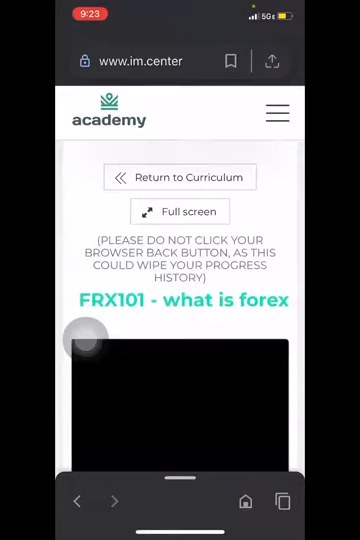 9:23
5GE
www.im.center
academy
Return to Curriculum
Full screen
(PLEASE DO NOT CLICK YOUR
BROWSER BACK BUTTON, AS THIS
COULD WIPE YOUR PROGRESS
HISTORY)
FRX101 - what is forex